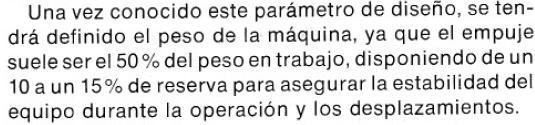 Una vez conocido este parámetro de diseño, se ten-
drá definido el peso de la máquina, ya que el empuje
suele ser el 50% del peso en trabajo, disponiendo de un
10 a un 15% de reserva para asegurar la estabilidad del
equipo durante la operación y los desplazamientos.